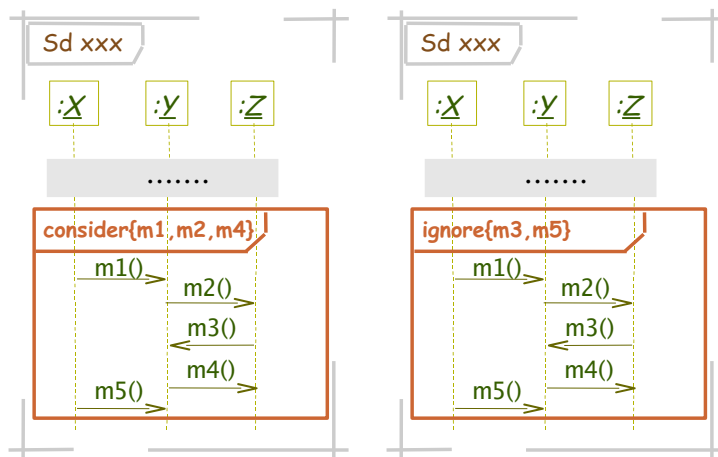 Sd xxx
:X :Y :Z
.......
consider{m1,m2,m4}
m1()
m2()
m3()
m4()
m5()
Sd xxx
:X :Y :Z
.......
ignore{m3,m5}
m1()
m2()
m3()
m4()
m5()